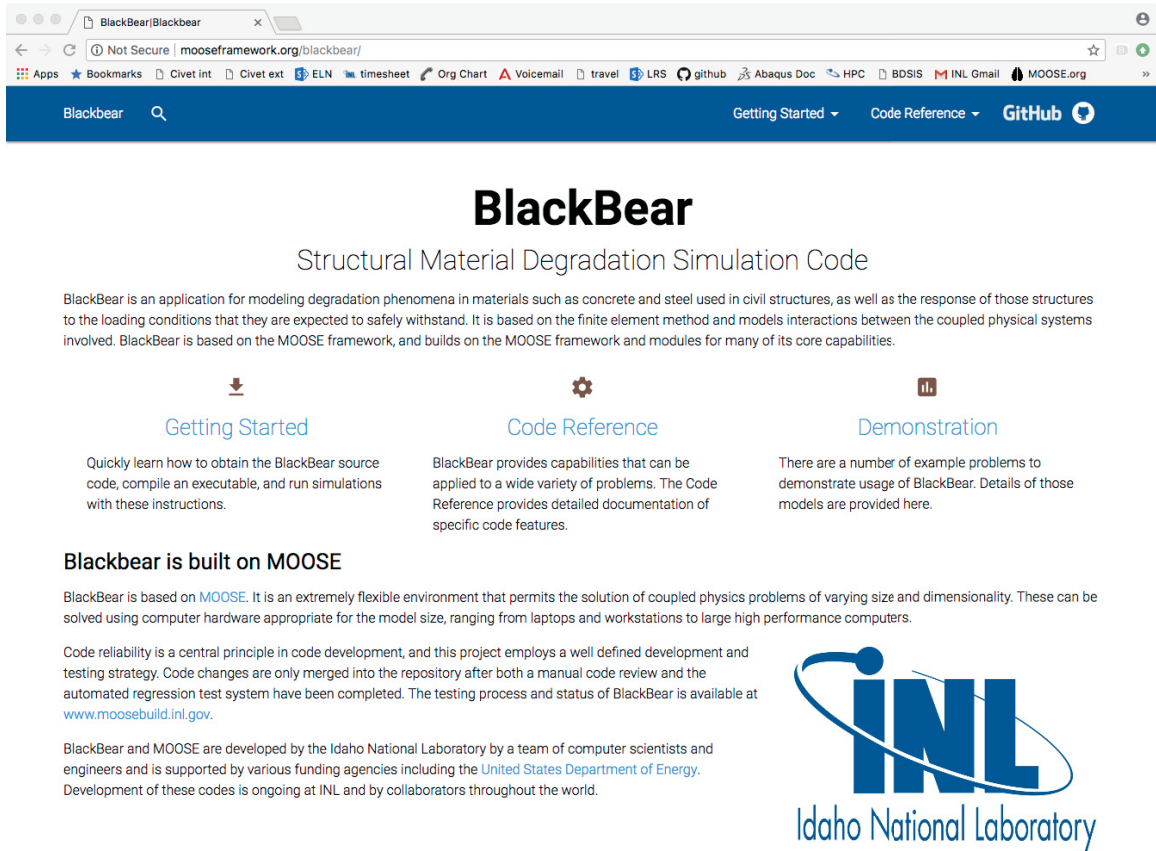 BlackBear|Blackbear
Not Secure | mooseframework.org/blackbear/
Apps Bookmarks Civet int Civet ext ELN timesheet Org Chart Voicemail travel LRS github Abaqus Doc HPC BDSIS INL Gmail MOOSE.org »
Blackbear Getting Started Code Reference GitHub
BlackBear
Structural Material Degradation Simulation Code
BlackBear is an application for modeling degradation phenomena in materials such as concrete and steel used in civil structures, as well as the response of those structures
to the loading conditions that they are expected to safely withstand. It is based on the finite element method and models interactions between the coupled physical systems
involved. BlackBear is based on the MOOSE framework, and builds on the MOOSE framework and modules for many of its core capabilities.
Getting Started
Quickly learn how to obtain the BlackBear source
code, compile an executable, and run simulations
with these instructions.
Code Reference
BlackBear provides capabilities that can be
applied to a wide variety of problems. The Code
Reference provides detailed documentation of
specific code features.
Demonstration
There are a number of example problems to
demonstrate usage of BlackBear. Details of those
models are provided here.
Blackbear is built on MOOSE
BlackBear is based on MOOSE. It is an extremely flexible environment that permits the solution of coupled physics problems of varying size and dimensionality. These can be
solved using computer hardware appropriate for the model size, ranging from laptops and workstations to large high performance computers.
Code reliability is a central principle in code development, and this project employs a well defined development and
testing strategy. Code changes are only merged into the repository after both a manual code review and the
automated regression test system have been completed. The testing process and status of BlackBear is available at
www.moosebuild.inl.gov.
BlackBear and MOOSE are developed by the Idaho National Laboratory by a team of computer scientists and
engineers and is supported by various funding agencies including the United States Department of Energy.
Development of these codes is ongoing at INL and by collaborators throughout the world.
iNL
Idaho National Laboratory